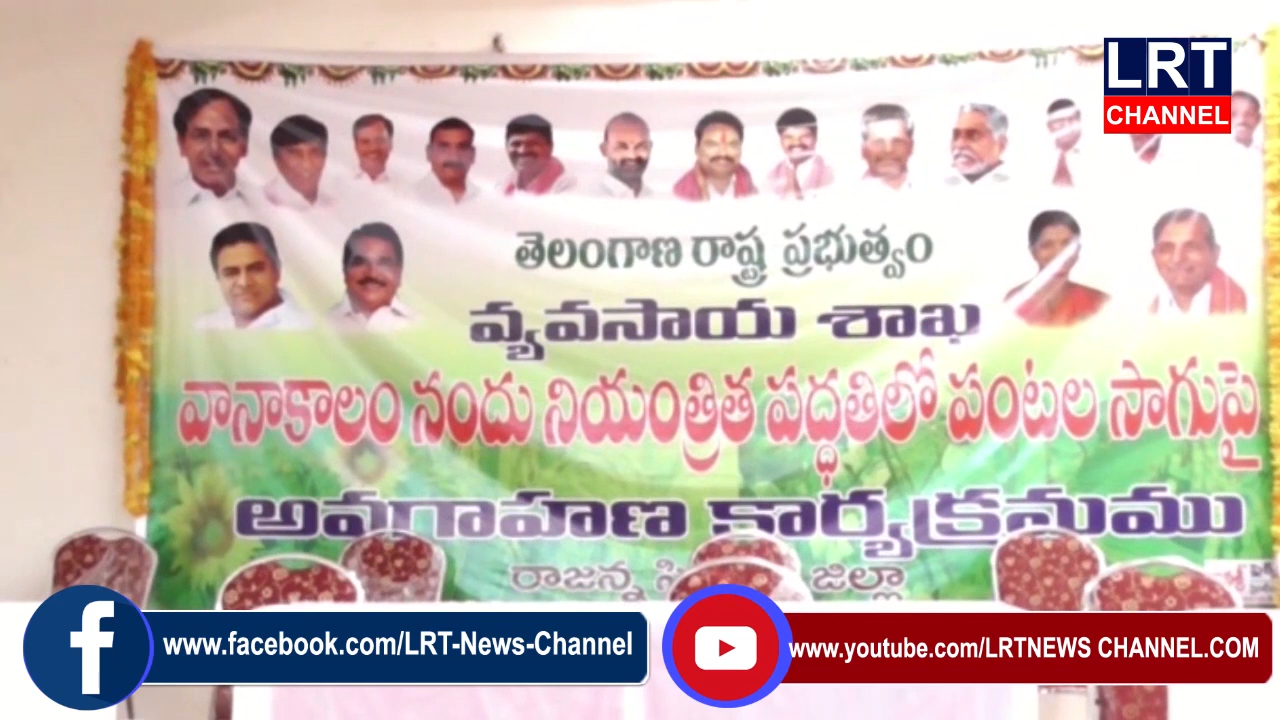 LRT
CHANNEL
తెలంగాణ రాష్ట్ర ప్రభుత్వం
వ్యవసాయ శాఖ
వానాకాలం నందు నియంత్రిత పద్ధతిలో పంటల సాగుపై
అవగాహణ కార్యక్రమము
రాజన్న జిల్లా
www.facebook.com/LRT-News-Channel
www.youtube.com/LRTNEWS CHANNEL.COM